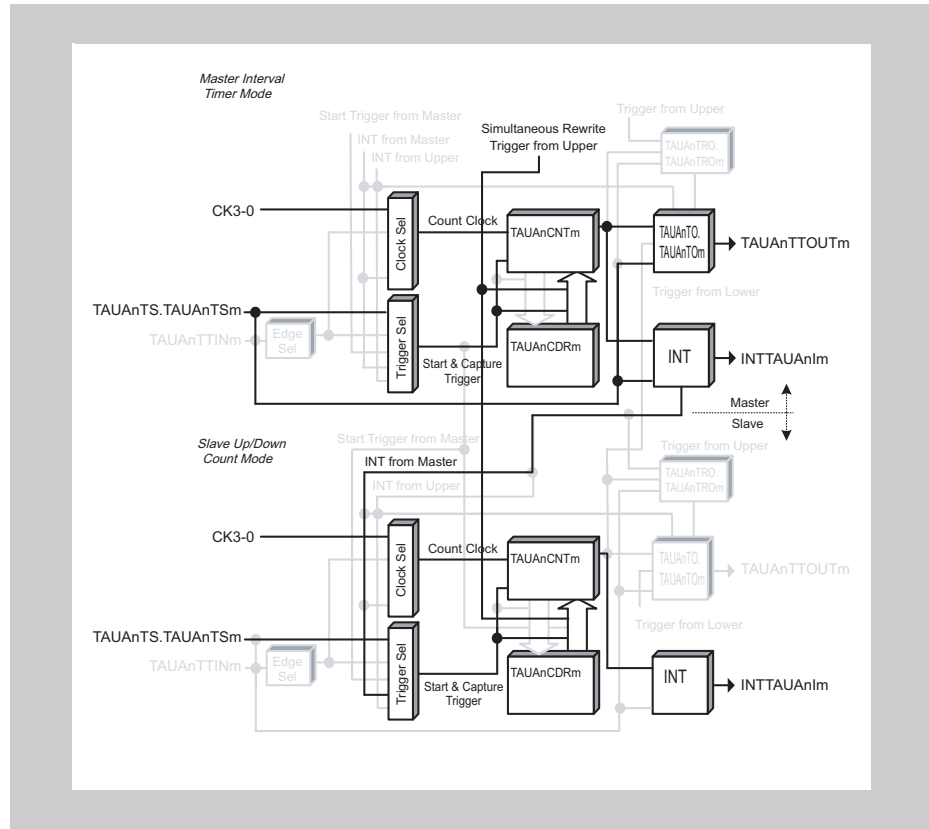 Master Interval
Timer Mode
Trigger from Upper
Start Trigger from Master
Simultaneous Rewrite
Trigger from Upper
INT from Master
INT from Upper
TAUAnTRO.
TAUAnTROm
CK3-0
Clock Sel
Count Clock
TAUAnCNTm
TAUAnTO.
TAUAnTOm
TAUAnTTOUTm
Trigger from Lower
TAUAnTS.TAUAnTSm
TAUAnTTINm
Edge
Sel
Trigger Sel
Start & Capture
Trigger
TAUAnCDRm
INT
INTTAUAnIm
Master
Slave
Slave Up/Down
Count Mode
Start Trigger from Master
INT from Master
INT from Upper
Trigger from Upper
TAUAnTRO.
TAUAnTROm
CK3-0
Clock Sel
Count Clock
TAUAnCNTm
TAUAnTO.
TAUAnTOm
TAUAnTTOUTm
Trigger from Lower
TAUAnTS.TAUAnTSm
TAUAnTTINm
Edge
Sel
Trigger Sel
Start & Capture
Trigger
TAUAnCDRm
INT
INTTAUAnIm